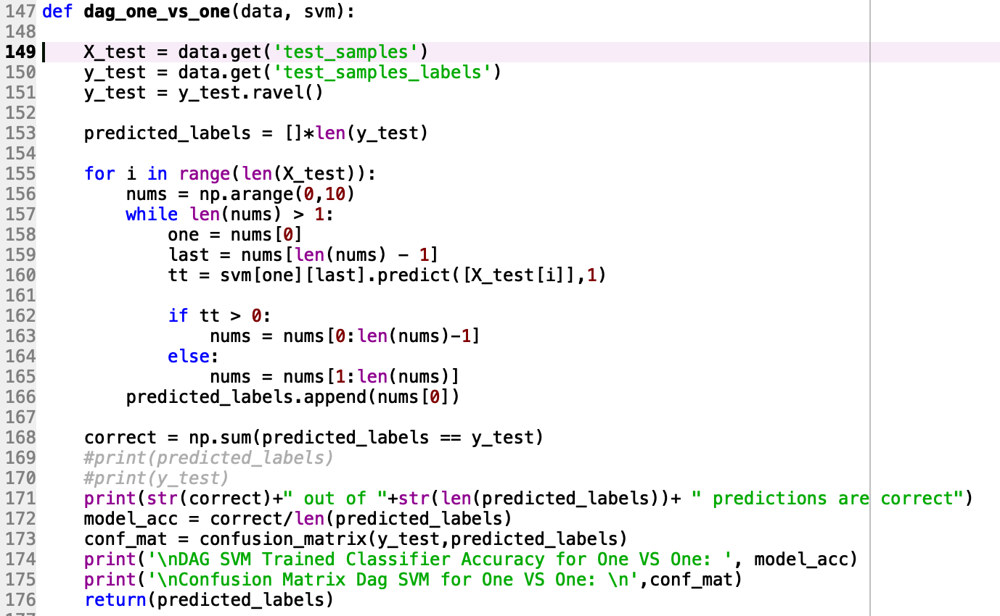 147 def dag_one_vs_one(data, svm):
148
149     X_test = data.get('test_samples')
150     y_test = data.get('test_samples_labels')
151     y_test = y_test.ravel()
152
153     predicted_labels = []*len(y_test)
154
155     for i in range(len(X_test)):
156         nums = np.arange(0,10)
157         while len(nums) > 1:
158             one = nums[0]
159             last = nums[len(nums) - 1]
160             tt = svm[one][last].predict([X_test[i]],1)
161
162             if tt > 0:
163                 nums = nums[0:len(nums)-1]
164             else:
165                 nums = nums[1:len(nums)]
166         predicted_labels.append(nums[0])
167
168     correct = np.sum(predicted_labels == y_test)
169     #print(predicted_labels)
170     #print(y_test)
171     print(str(correct)+" out of "+str(len(predicted_labels))+ " predictions are correct")
172     model_acc = correct/len(predicted_labels)
173     conf_mat = confusion_matrix(y_test,predicted_labels)
174     print('\nDAG SVM Trained Classifier Accuracy for One VS One: ', model_acc)
175     print('\nConfusion Matrix Dag SVM for One VS One: \n',conf_mat)
176     return(predicted_labels)